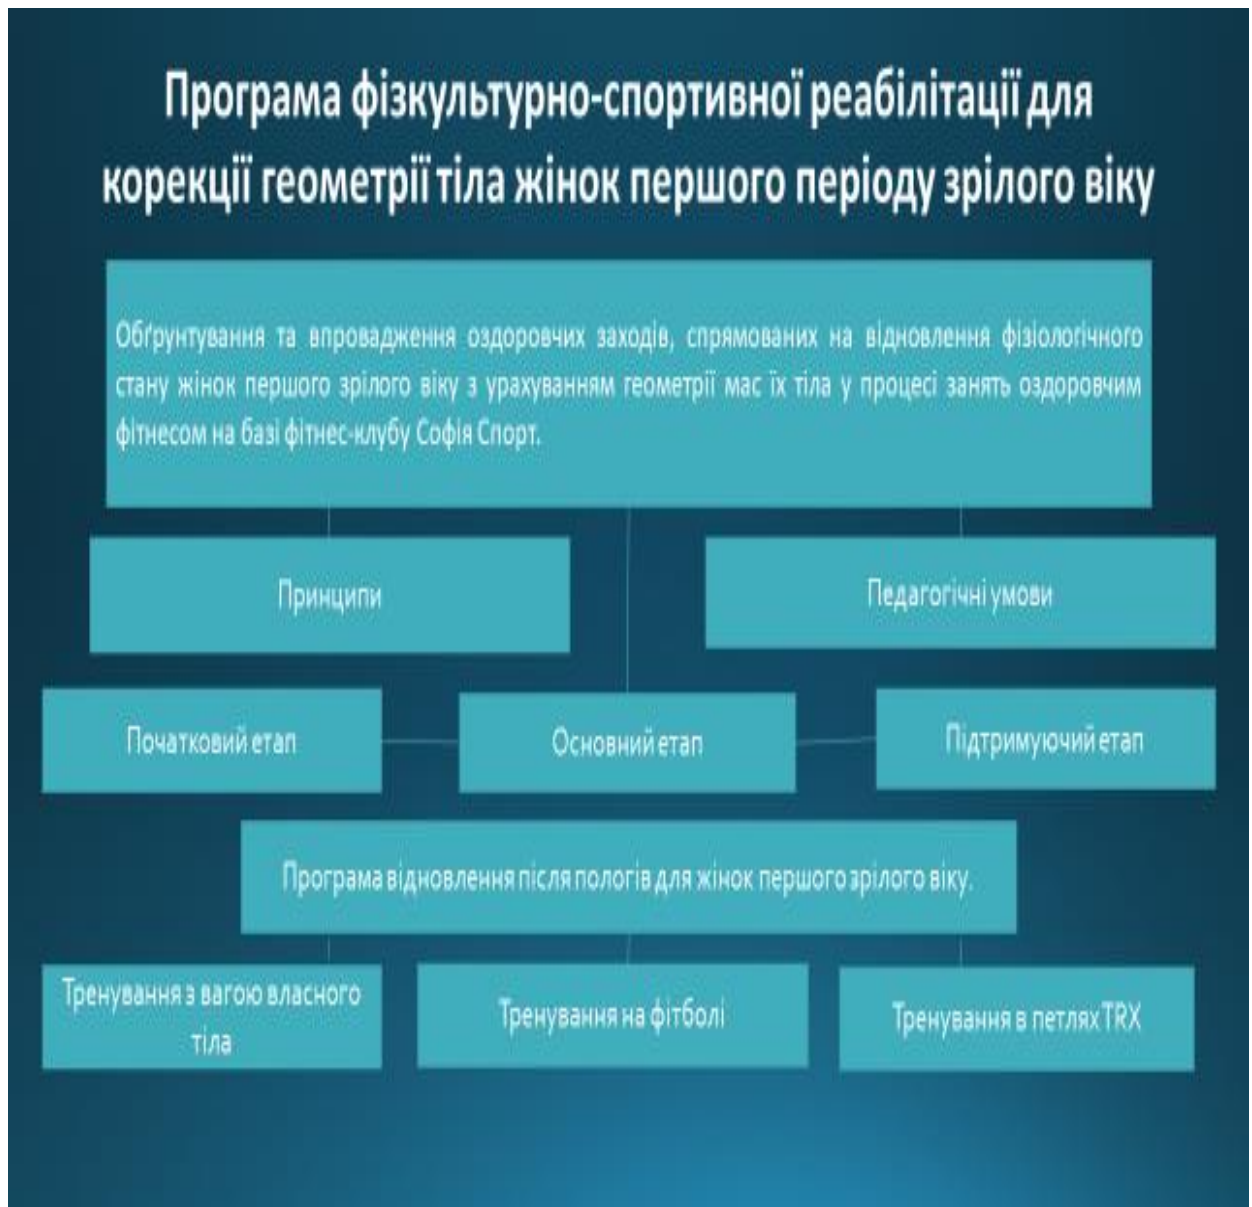 Програма фізкультурно-спортивної реабілітації для
корекції геометрії тіла жінок першого періоду зрілого віку
Обґрунтування та впровадження оздоровчих заходів, спрямованих на відновлення фізіологічного
стану жінок першого зрілого віку з урахуванням геометрії мас їх тіла у процесі занять оздоровчим
фітнесом на базі фітнес-клубу Софія Спорт.
Принципи
Педагогічні умови
Початковий етап
Основний етап
Підтримуючий етап
Програма відновлення після пологів для жінок першого зрілого віку.
Тренування з вагою власного
тіла
Тренування на фітболі
Тренування в петлях TRX